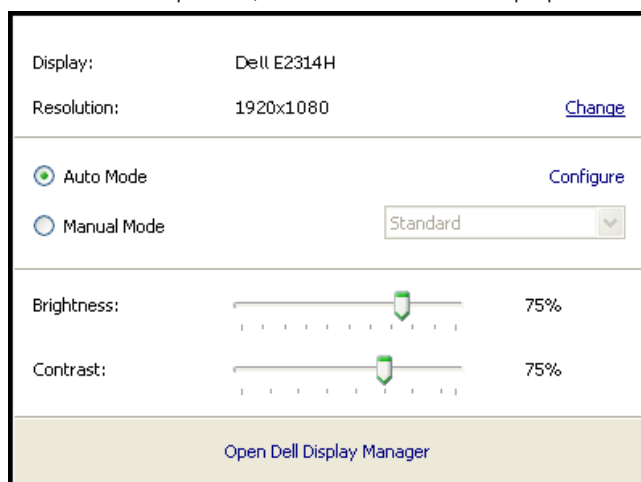 Display: Dell E2314H
Resolution: 1920x1080 Change
Auto Mode Configure
Manual Mode Standard
Brightness: 75%
Contrast: 75%
Open Dell Display Manager